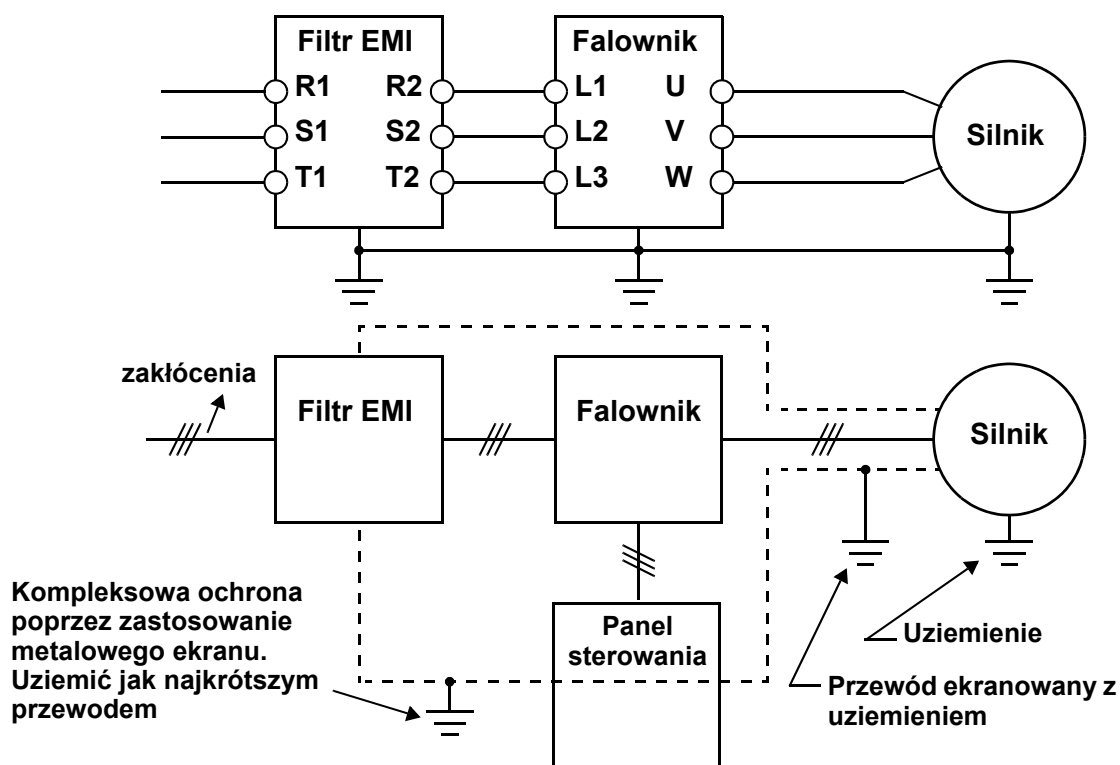 Filtr EMI
Falownik
R1 R2 L1 U
S1 S2 L2 V
T1 T2 L3 W
Silnik
zakłócenia
Filtr EMI
Falownik
Silnik
Kompleksowa ochrona
poprzez zastosowanie
metalowego ekranu.
Uziemić jak najkrótszym
przewodem
Panel
sterowania
Uziemienie
Przewód ekranowany z
uziemieniem